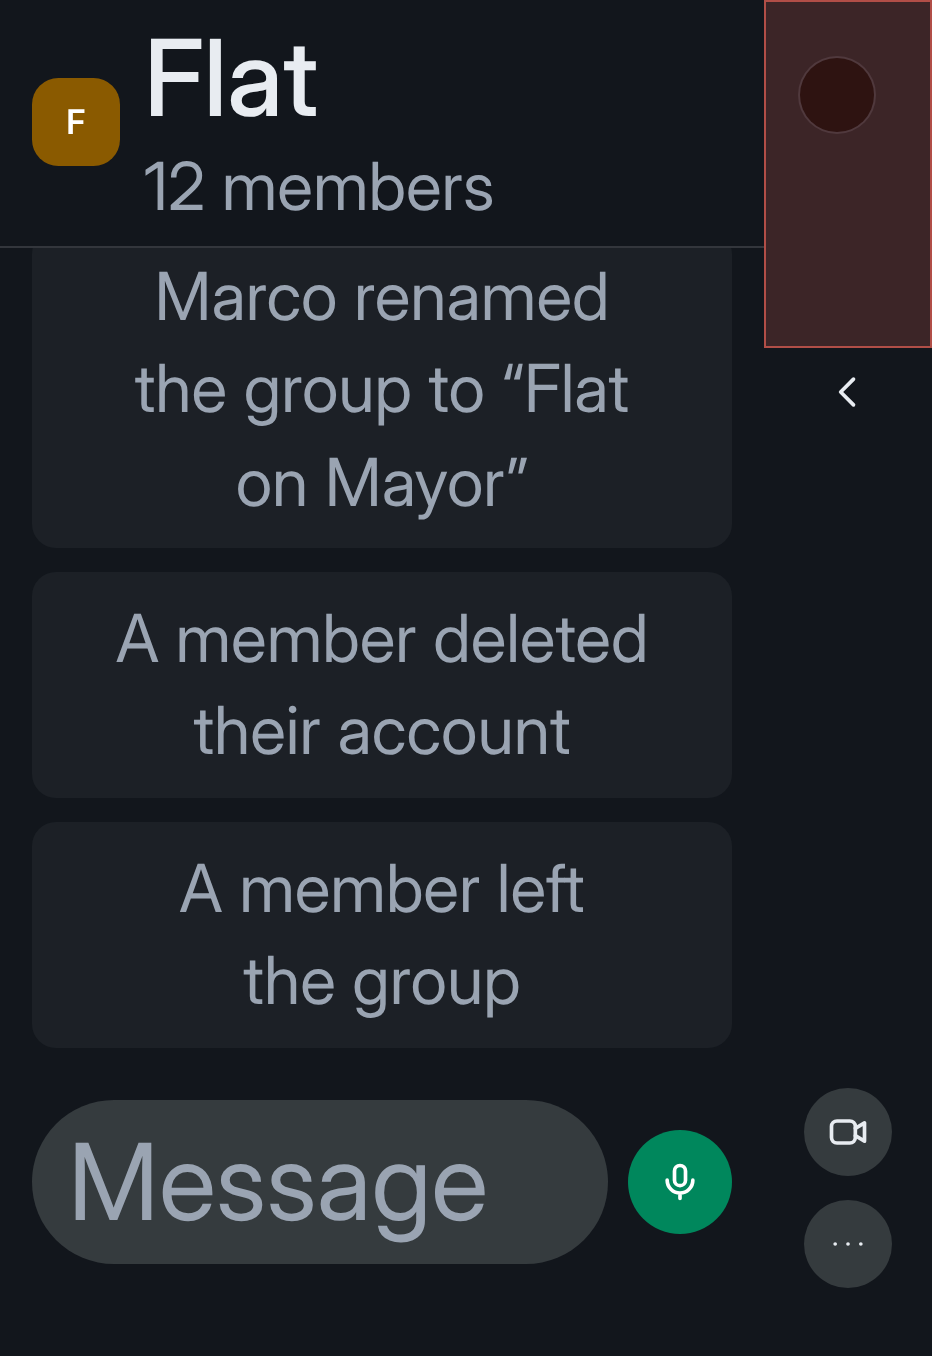 F
Flat
12 members
Marco renamed
the group to “Flat
on Mayor”
A member deleted
their account
A member left
the group
Message